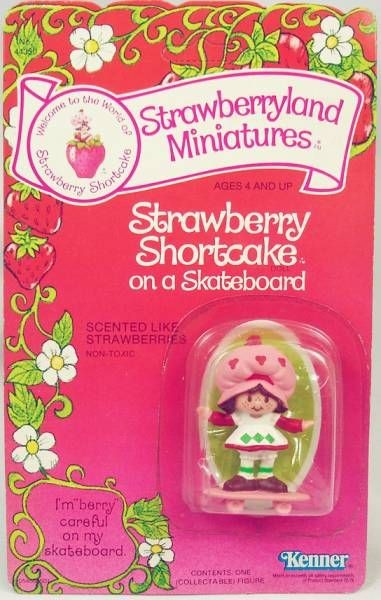 Welcome to the World of
Strawberry Shortcake
Strawberryland
Miniatures
AGES 4 AND UP
Strawberry
Shortcake
DOLL
on a Skateboard
SCENTED LIKE
STRAWBERRIES
NON-TOXIC
I'm "berry"
careful
on my
skateboard.
CONTENTS: ONE
(COLLECTABLE) FIGURE
Kenner